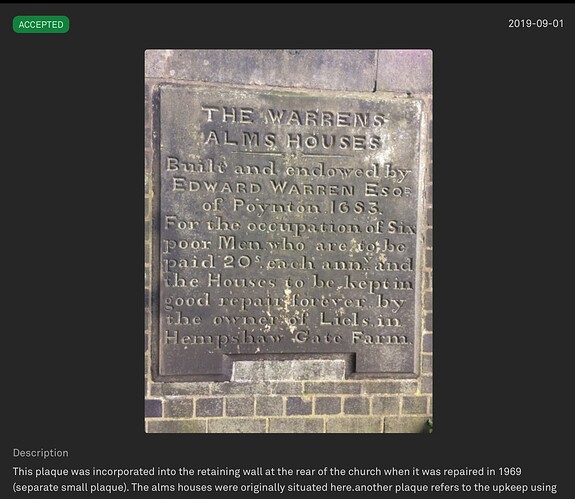 ACCEPTED
2019-09-01
THE WARRENS
ALMS HOUSES
Built and endowed by
EDWARD WARREN ESQR
of Poynton 1683.
For the occupation of Six
poor Men who are to be
paid 20s each annm and
the Houses to be kept in
good repair forever by
the owner of Liels in
Hempshaw Gate Farm.
Description
This plaque was incorporated into the retaining wall at the rear of the church when it was repaired in 1969
(separate small plaque). The alms houses were originally situated here.another plaque refers to the upkeep using